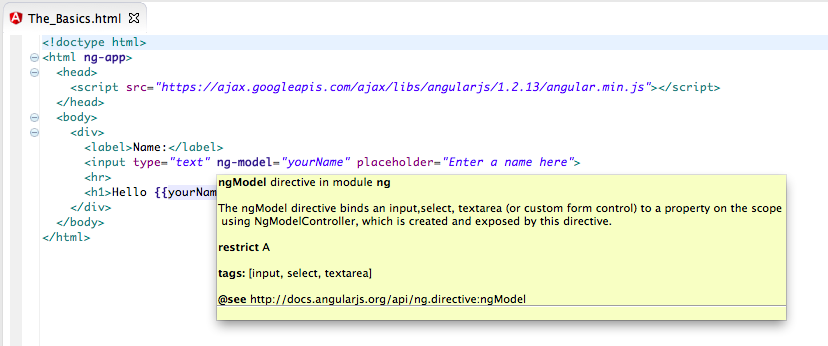 The_Basics.html
<!doctype html>
<html ng-app>
<head>
<script src="https://ajax.googleapis.com/ajax/libs/angularjs/1.2.13/angular.min.js"></script>
</head>
<body>
<div>
<label>Name:</label>
<input type="text" ng-model="yourName" placeholder="Enter a name here">
<hr>
<h1>Hello {{yourNam
</div>
</body>
</html>
ngModel directive in module ng
The ngModel directive binds an input,select, textarea (or custom form control) to a property on the scope
using NgModelController, which is created and exposed by this directive.
restrict A
tags: [input, select, textarea]
@see http://docs.angularjs.org/api/ng.directive:ngModel